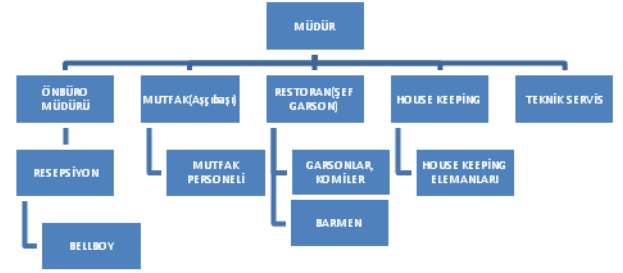 MÜDÜR
ÖNBÜRO
MÜDÜRÜ
MUTFAK(Aşçıbaşı)
RESTORAN(ŞEF
GARSON)
HOUSE KEEPING
TEKNİK SERVİS
RESEPSİYON
MUTFAK
PERSONELİ
GARSONLAR,
KOMİLER
HOUSE KEEPING
ELEMANLARI
BARMEN
BELLBOY